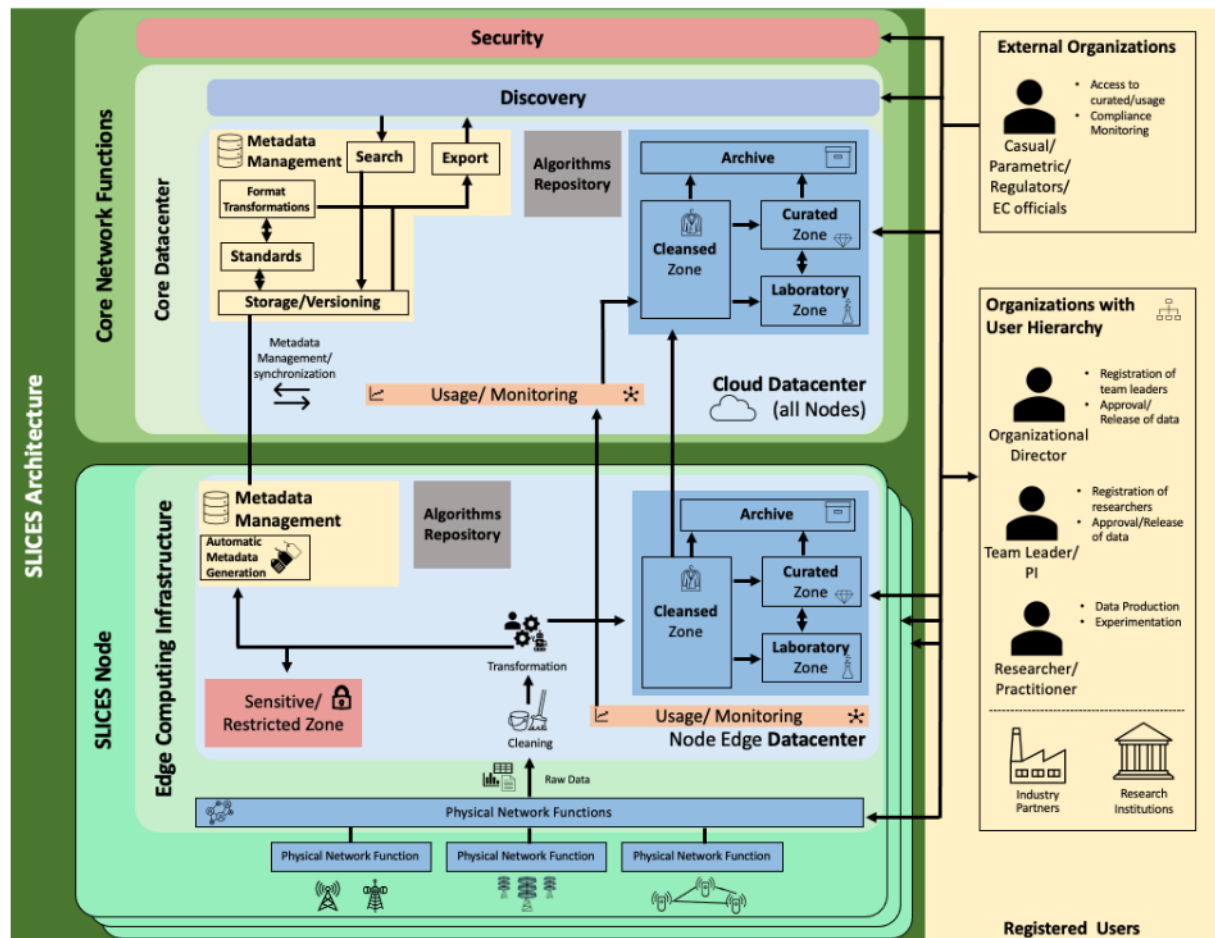 SLICES Architecture
Core Network Functions
Core Datacenter
Security
Discovery
Metadata
Management
Search
Export
Format
Transformations
Standards
Storage/Versioning
Algorithms
Repository
Archive
Cleansed
Zone
Curated
Zone
Laboratory
Zone
Metadata
Management/
synchronization
Usage/ Monitoring
Cloud Datacenter
(all Nodes)
SLICES Node
Edge Computing Infrastructure
Metadata
Management
Automatic
Metadata
Generation
Algorithms
Repository
Archive
Cleansed
Zone
Curated
Zone
Laboratory
Zone
Transformation
Sensitive/
Restricted Zone
Cleaning
Usage/ Monitoring
Node Edge Datacenter
Raw Data
Physical Network Functions
Physical Network Function
Physical Network Function
Physical Network Function
External Organizations
• Access to
curated/usage
• Compliance
Monitoring
Casual/
Parametric/
Regulators/
EC officials
Organizations with
User Hierarchy
• Registration of
team leaders
• Approval/
Release of data
Organizational
Director
• Registration of
researchers
• Approval/Release
of data
Team Leader/
PI
• Data Production
• Experimentation
Researcher/
Practitioner
Industry
Partners
Research
Institutions
Registered Users